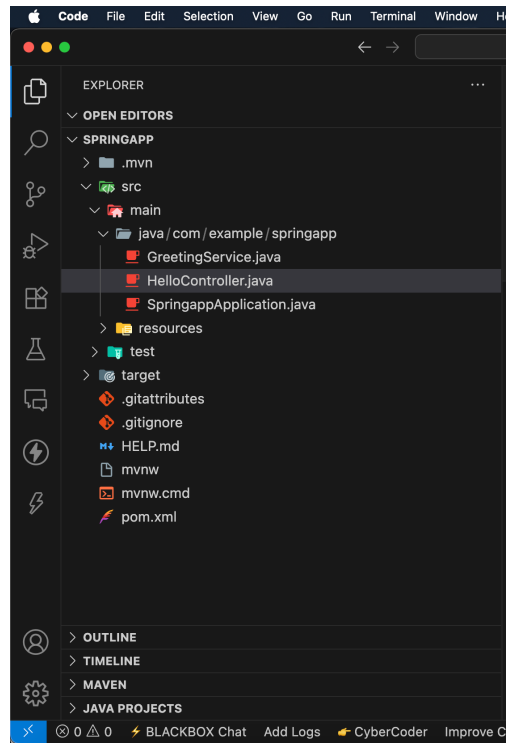 Code File Edit Selection View Go Run Terminal Window
EXPLORER
OPEN EDITORS
SPRINGAPP
.mvn
src
main
java/com/example/springapp
GreetingService.java
HelloController.java
SpringappApplication.java
resources
test
target
.gitattributes
.gitignore
HELP.md
mvnw
mvnw.cmd
pom.xml
OUTLINE
TIMELINE
MAVEN
JAVA PROJECTS
0 0 BLACKBOX Chat Add Logs CyberCoder Improve C